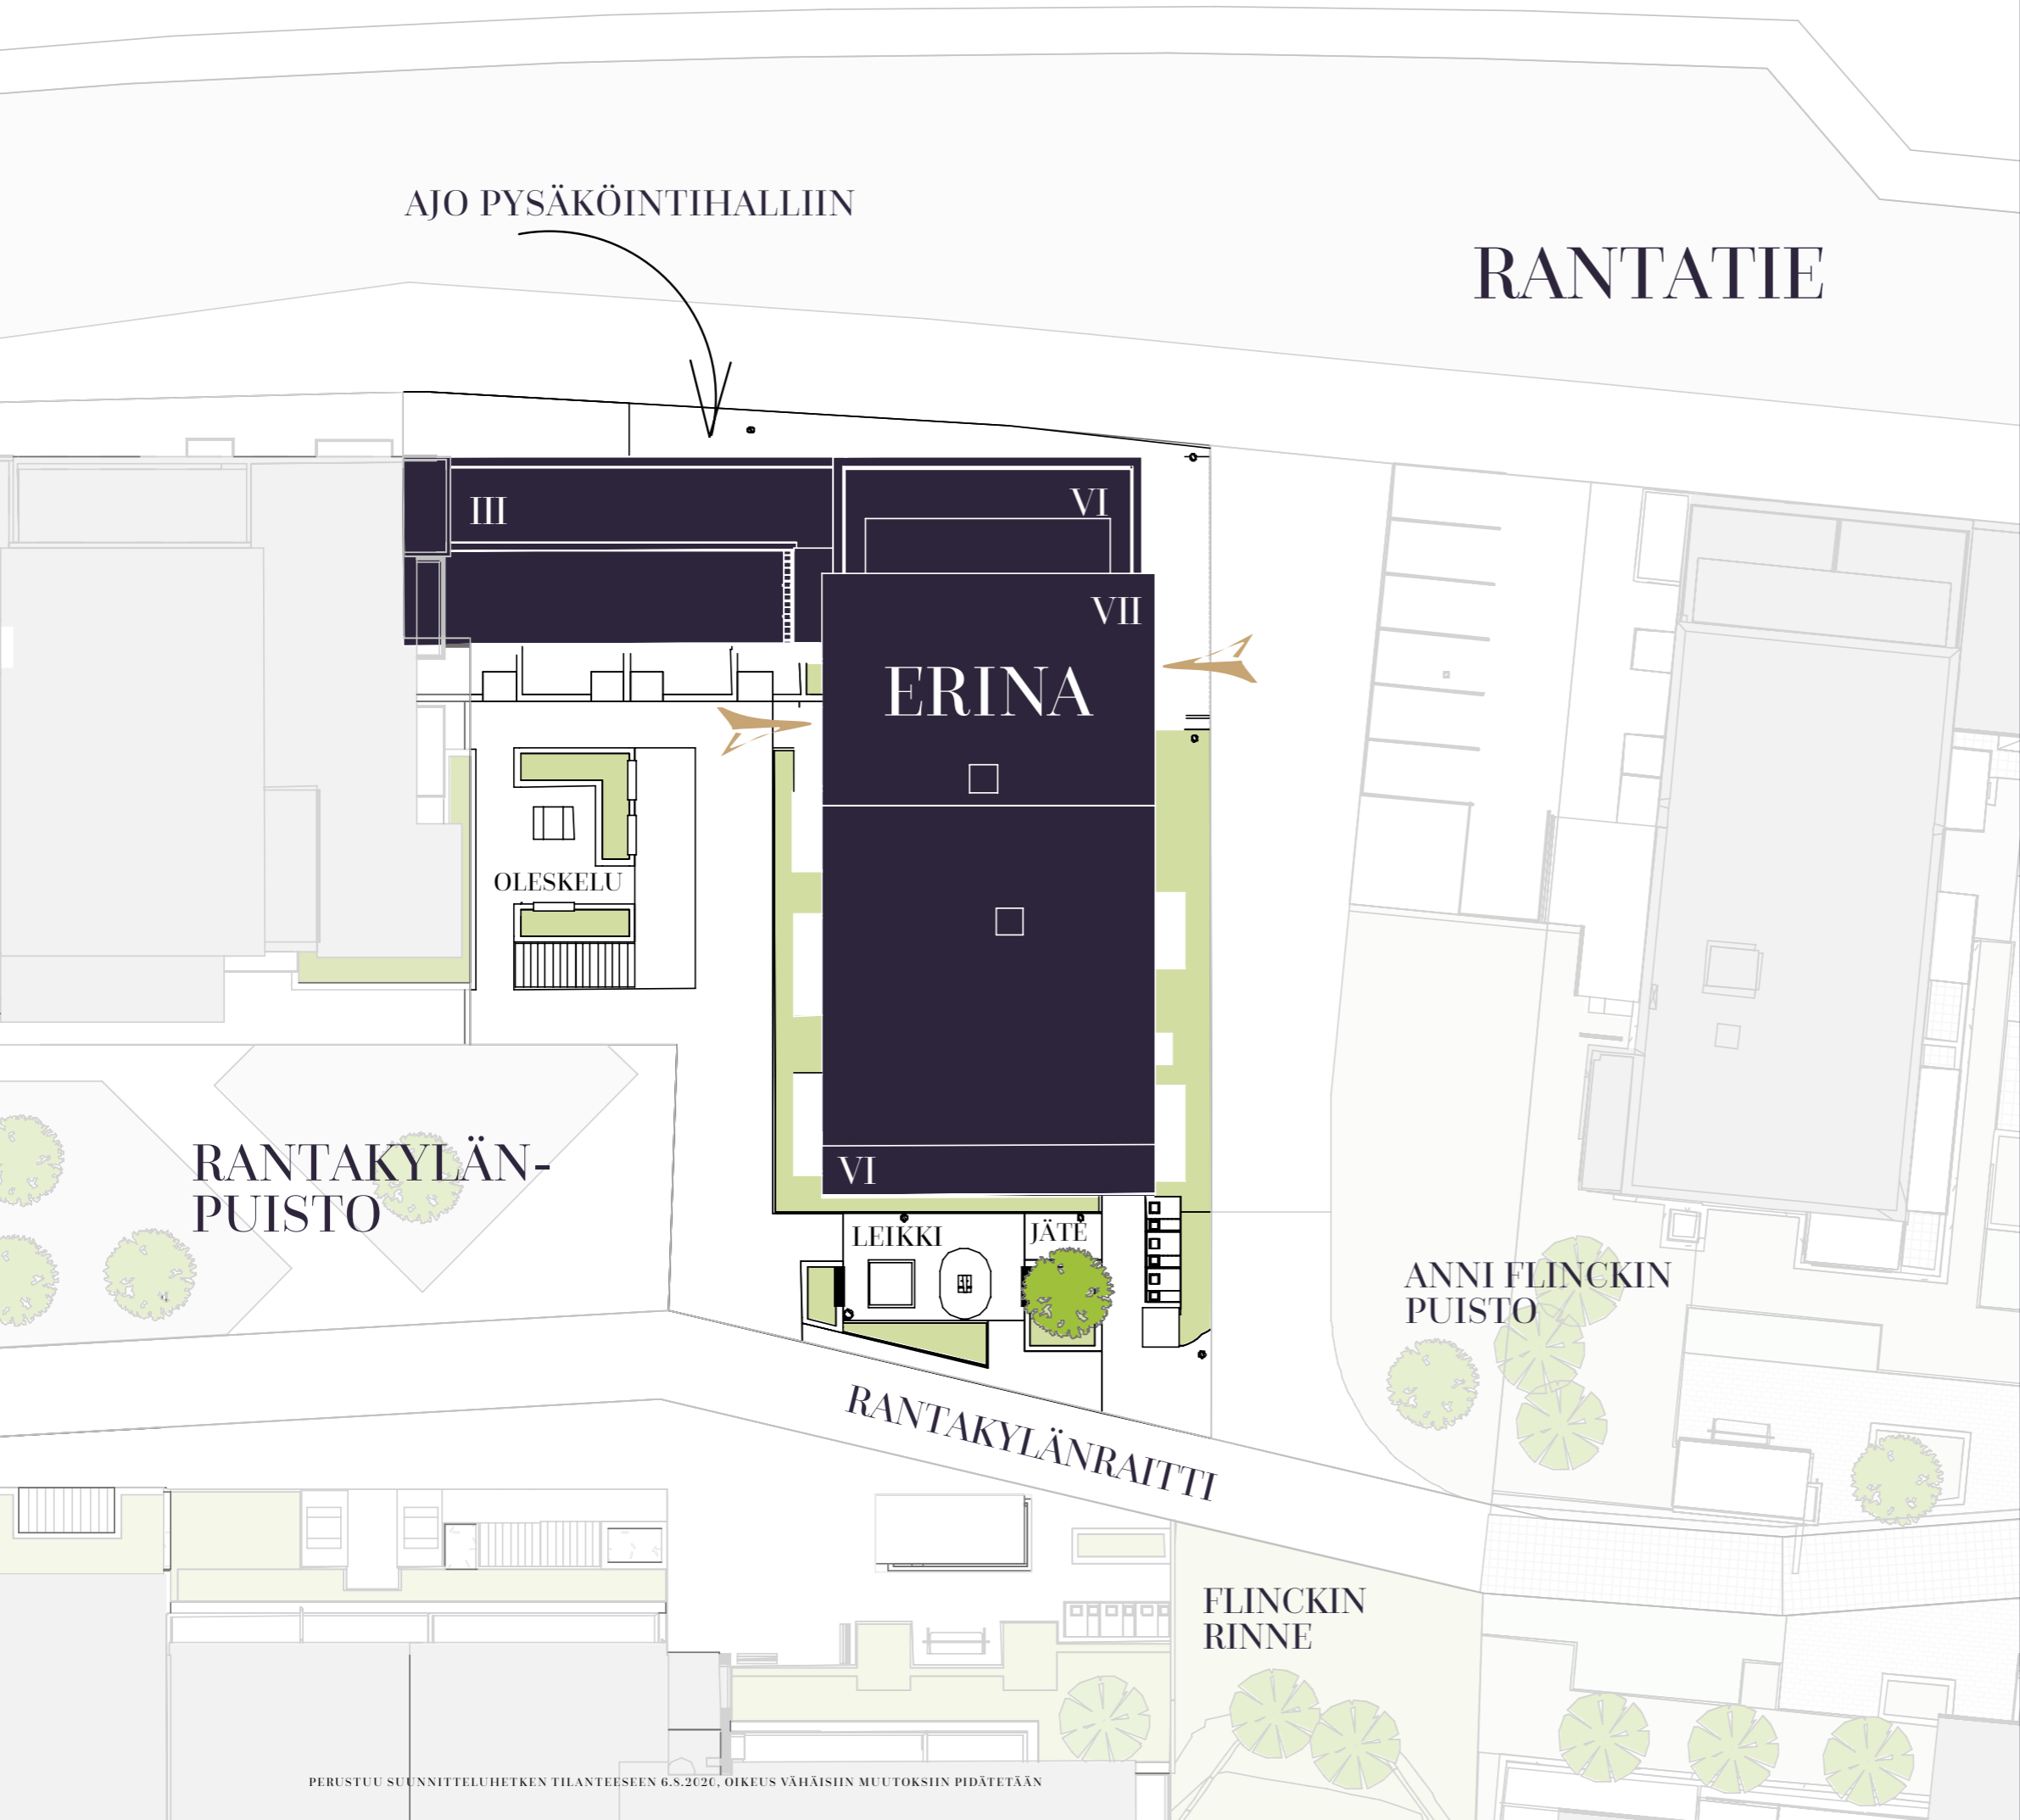 AJO PYSÄKÖINTIHALLIIN
RANTATIE
III
VI
VII
ERINA
OLESKELU
RANTAKYLÄN-
PUISTO
VI
LEIKKI
JÄTE
ANNI FLINCKIN
PUISTO
RANTAKYLÄNRAITTI
FLINCKIN
RINNE
PERUSTUU SUUNNITTELUHETKEN TILANTEESEEN 6.8.2020, OIKEUS VÄHÄISIIN MUUTOKSIIN PIDÄTETÄÄN